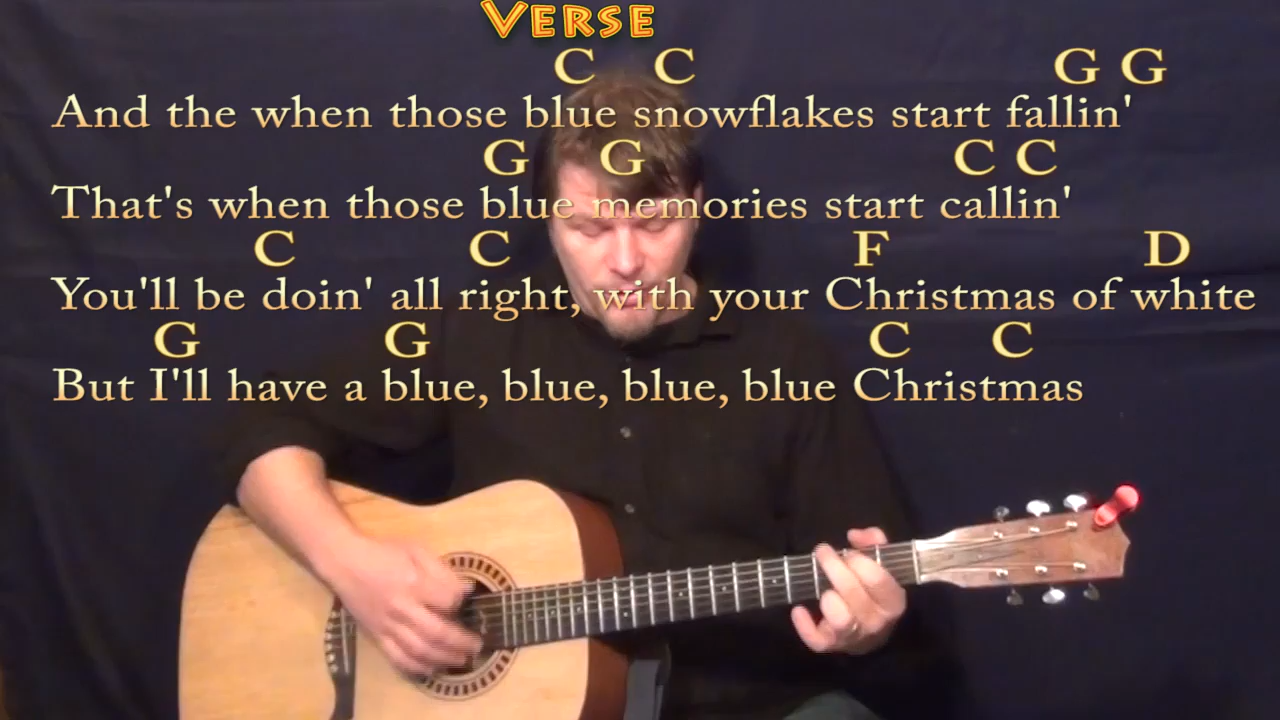 VERSE
C C G G
And the when those blue snowflakes start fallin'
G G C C
That's when those blue memories start callin'
C C F D
You'll be doin' all right, with your Christmas of white
G G C C
But I'll have a blue, blue, blue, blue Christmas